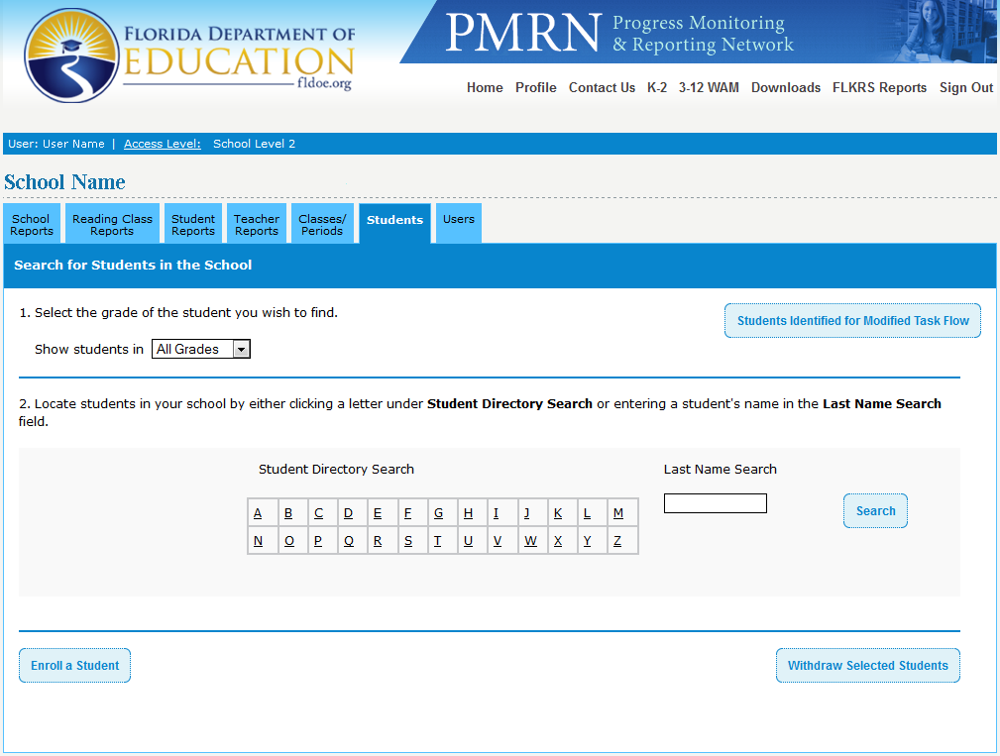 FLORIDA DEPARTMENT OF
EDUCATION
fldoe.org
PMRN Progress Monitoring
& Reporting Network
Home Profile Contact Us K-2 3-12 WAM Downloads FLKRS Reports Sign Out
User: User Name | Access Level: School Level 2
School Name
School Reading Class Student Teacher Classes/ Students Users
Reports Reports Reports Reports Periods
Search for Students in the School
1. Select the grade of the student you wish to find.
Students Identified for Modified Task Flow
Show students in All Grades
2. Locate students in your school by either clicking a letter under Student Directory Search or entering a student's name in the Last Name Search
field.
Student Directory Search Last Name Search
Search
A B C D E F G H I J K L M
N O P Q R S T U V W X Y Z
Enroll a Student Withdraw Selected Students